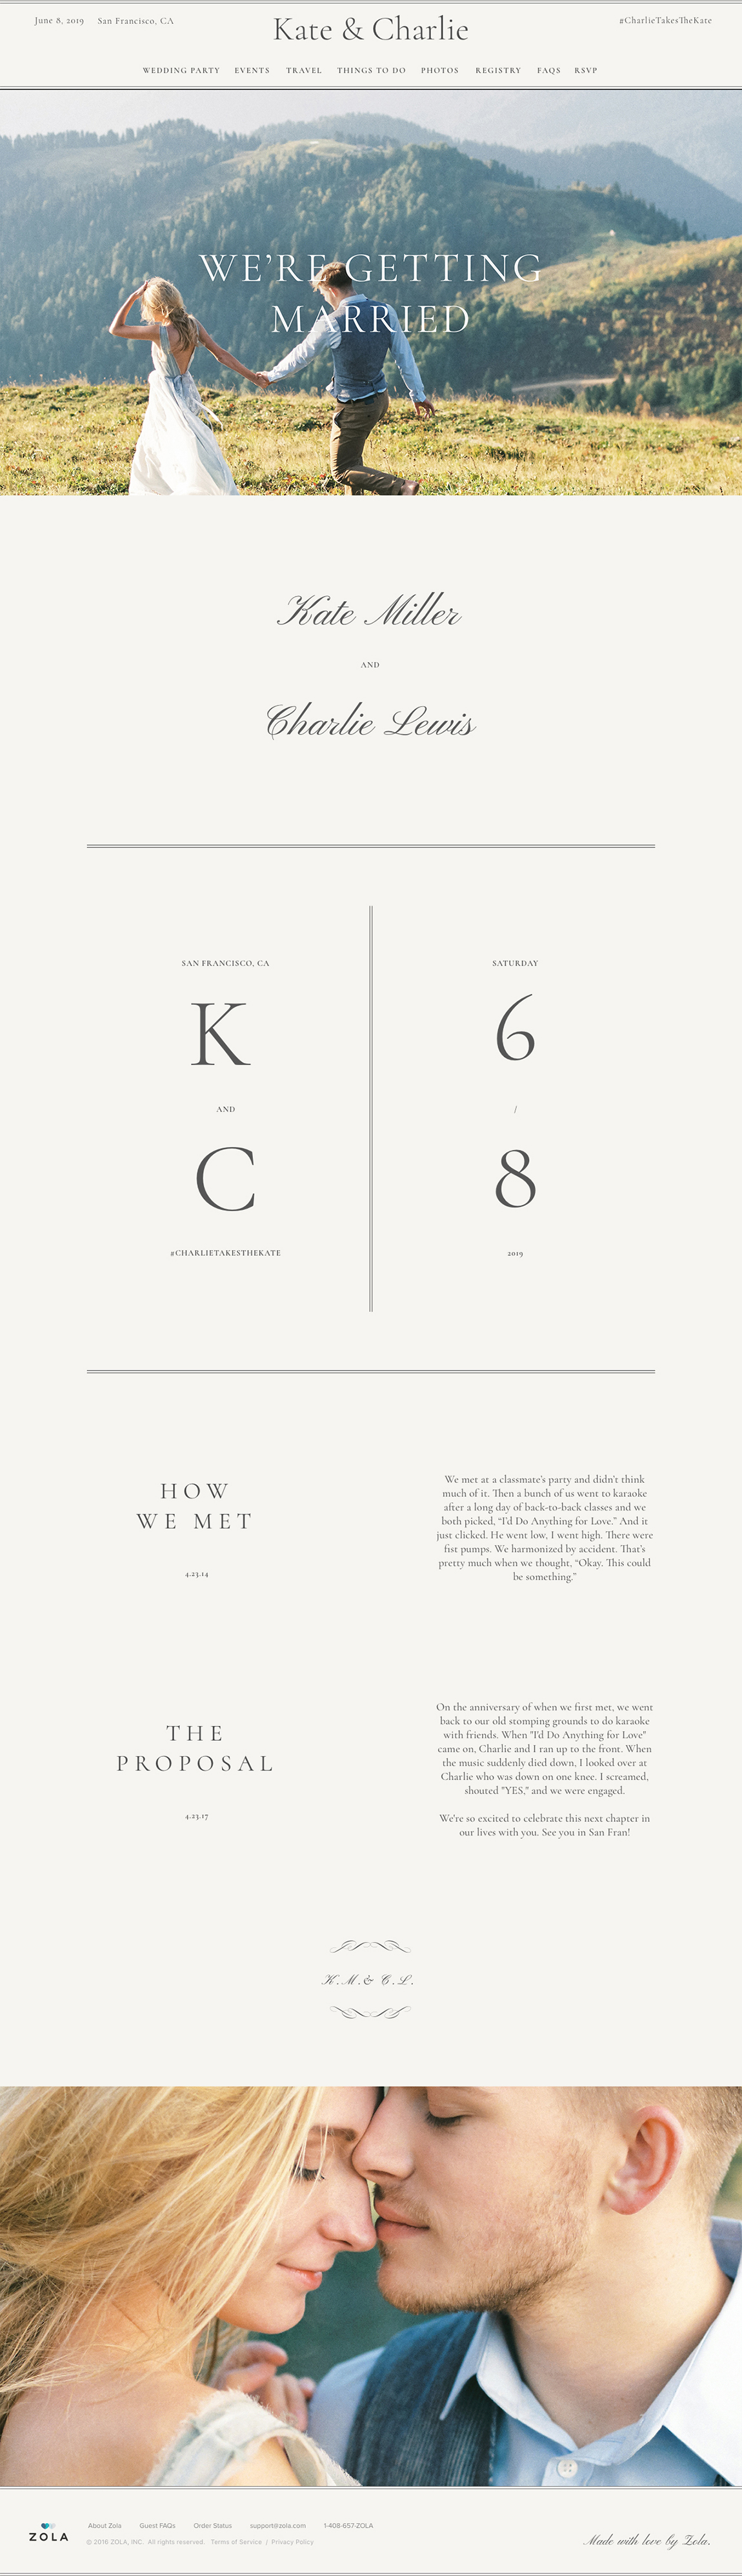 June 8, 2019 San Francisco, CA
Kate & Charlie
#CharlieTakesTheKate
WEDDING PARTY EVENTS TRAVEL THINGS TO DO PHOTOS REGISTRY FAQS RSVP
WE’RE GETTING
MARRIED
Kate Miller
AND
Charlie Lewis
SAN FRANCISCO, CA
K
AND
C
#CHARLIETAKESTHEKATE
SATURDAY
6
/
8
2019
HOW
WE MET
4.23.14
We met at a classmate’s party and didn’t think
much of it. Then a bunch of us went to karaoke
after a long day of back-to-back classes and we
both picked, “I’d Do Anything for Love.” And it
just clicked. He went low, I went high. There were
fist pumps. We harmonized by accident. That’s
pretty much when we thought, “Okay. This could
be something.”
THE
PROPOSAL
4.23.17
On the anniversary of when we first met, we went
back to our old stomping grounds to do karaoke
with friends. When "I'd Do Anything for Love"
came on, Charlie and I ran up to the front. When
the music suddenly died down, I looked over at
Charlie who was down on one knee. I screamed,
shouted "YES," and we were engaged.
We're so excited to celebrate this next chapter in
our lives with you. See you in San Fran!
K.M.& C.L.
ZOLA
About Zola Guest FAQs Order Status support@zola.com 1-408-657-ZOLA
© 2016 ZOLA, INC. All rights reserved. Terms of Service / Privacy Policy
Made with love by Zola.